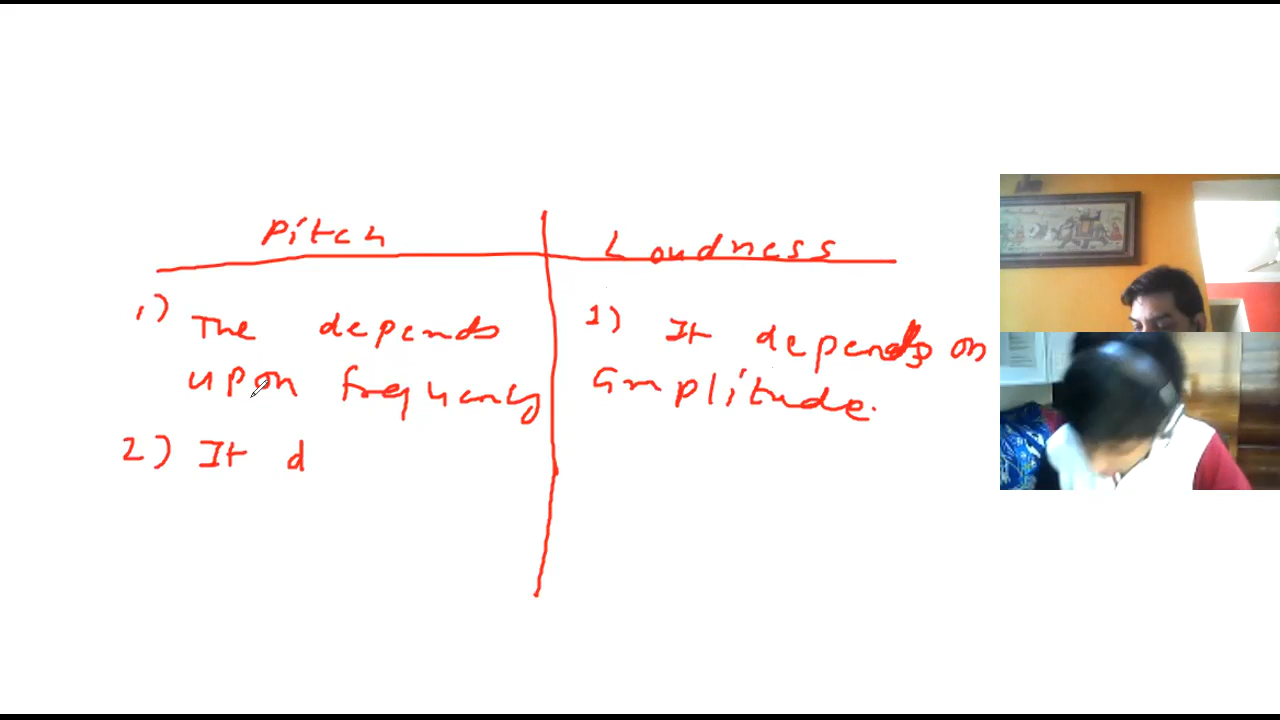 Pitch
Loudness
1) The depends
upon frequency
2) It d
1) It depends on
Amplitude.